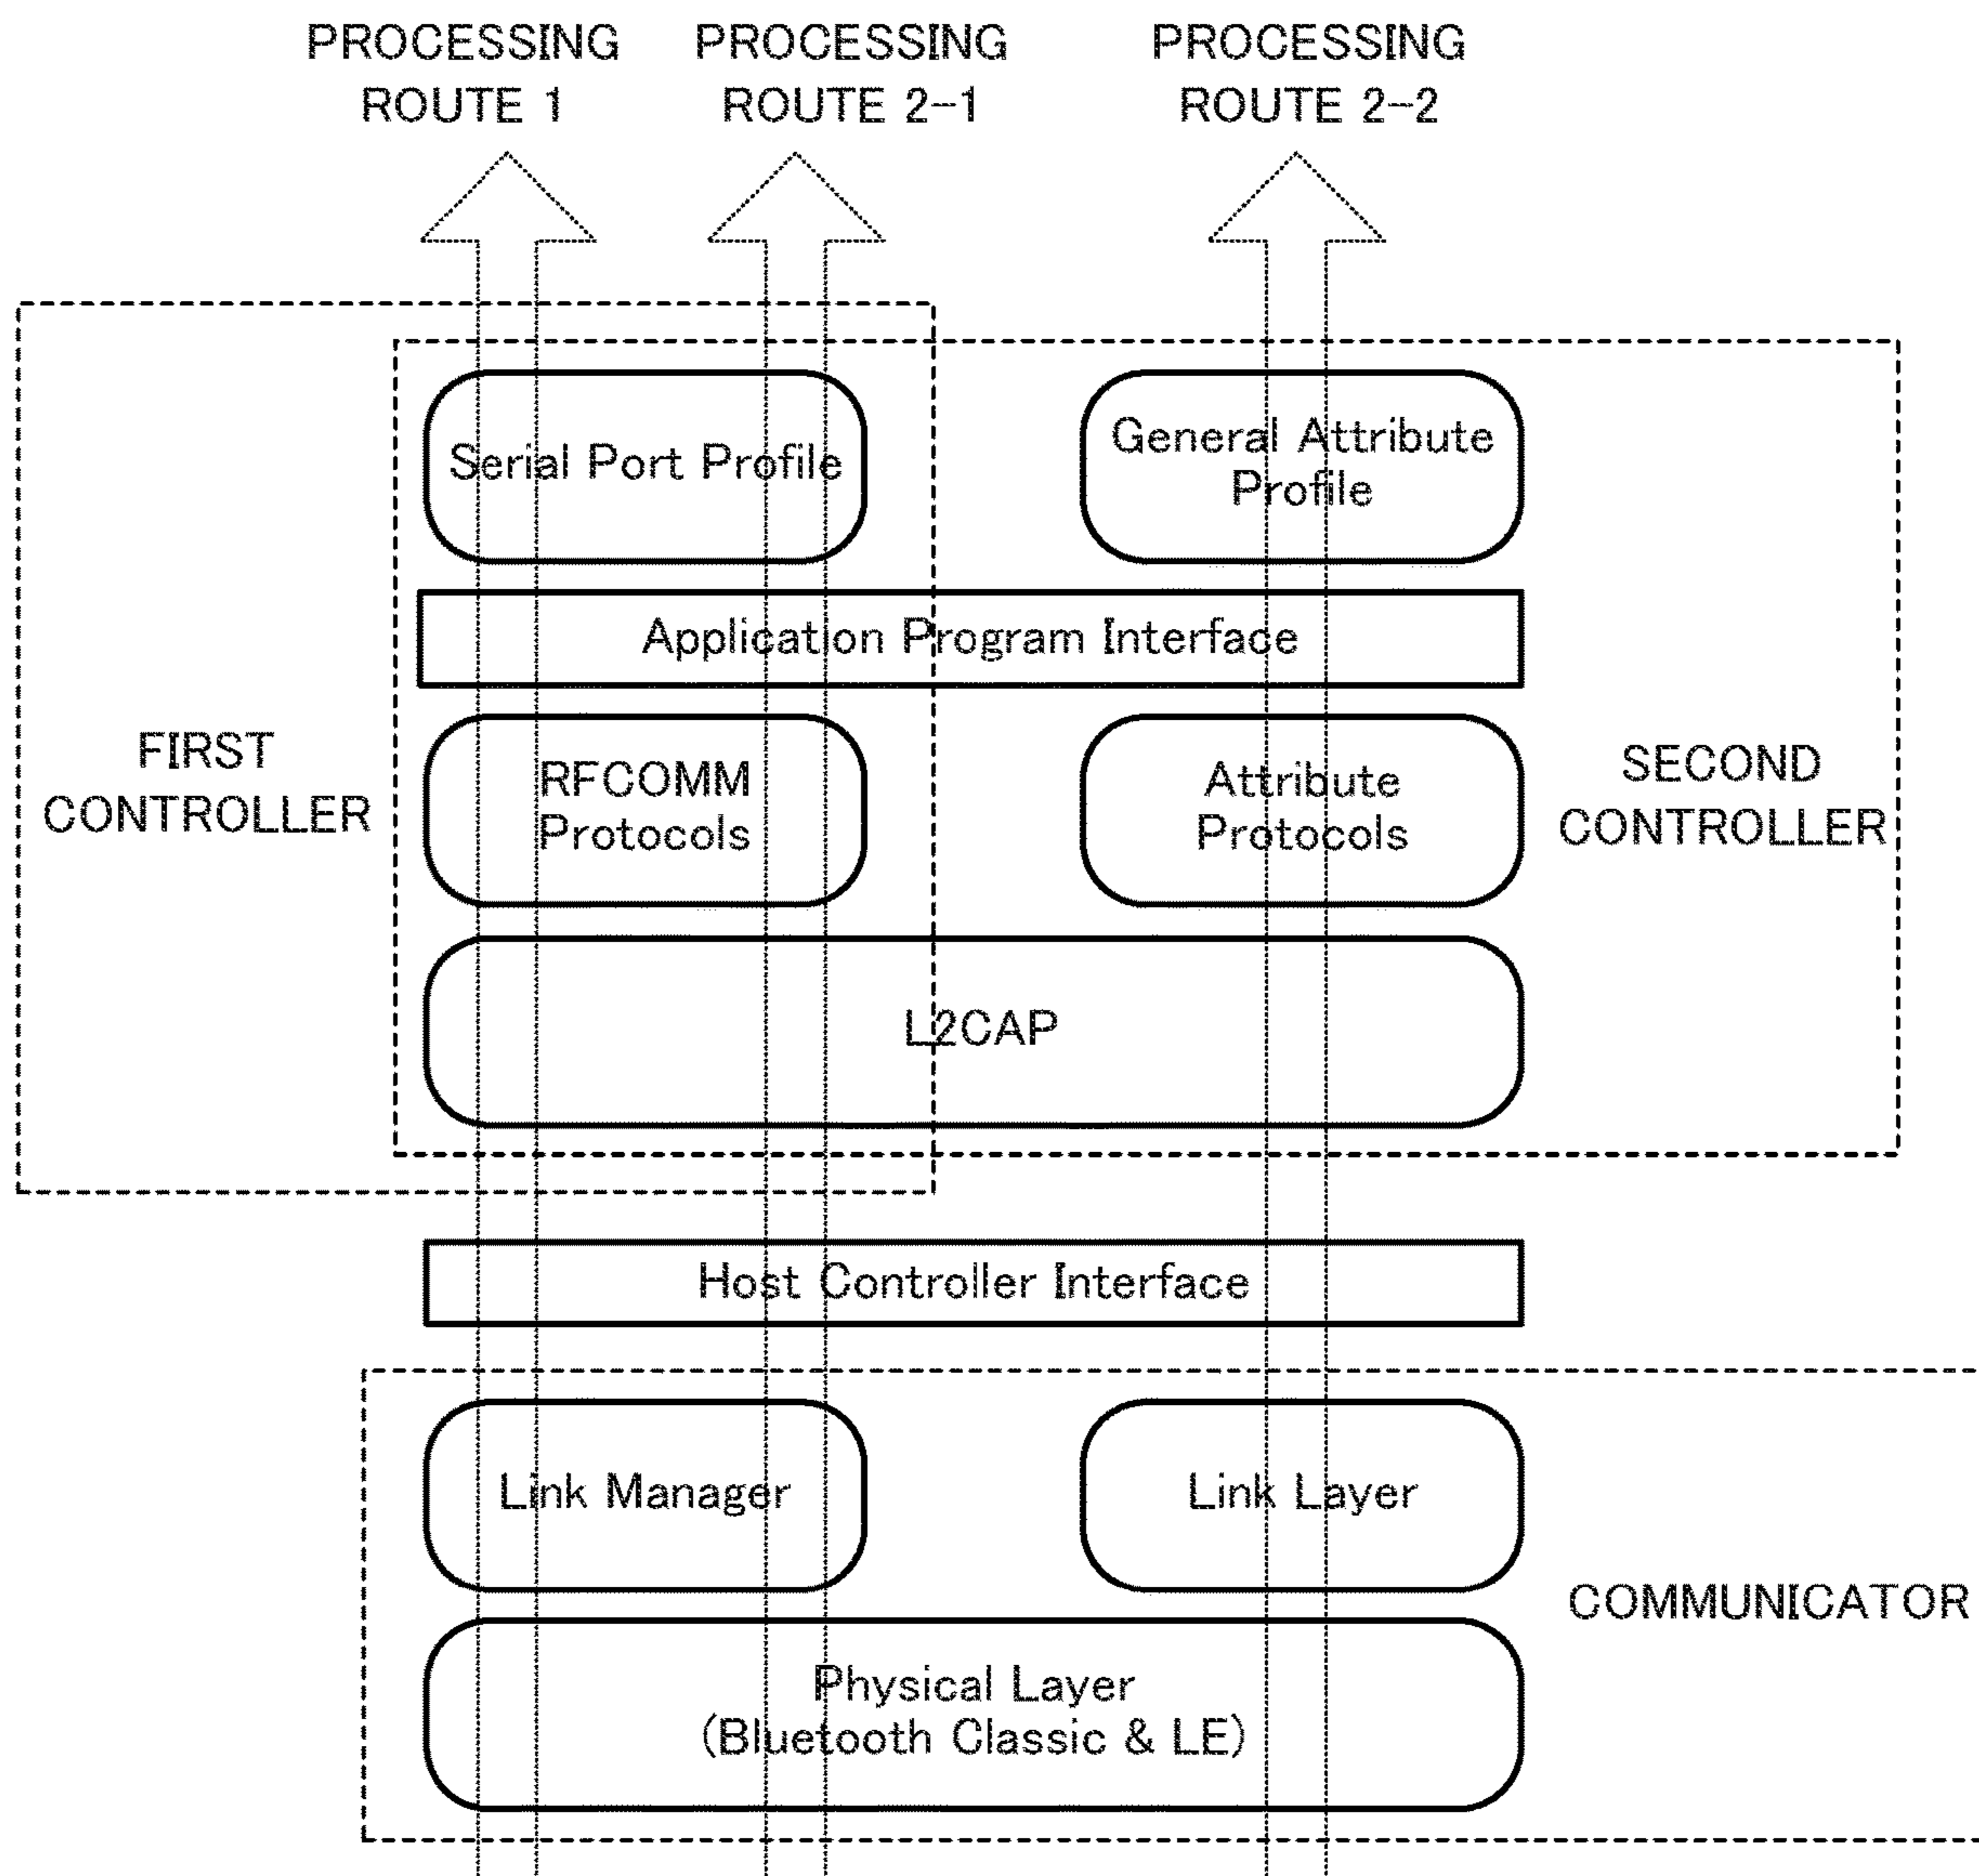 PROCESSING
ROUTE 1
PROCESSING
ROUTE 2-1
PROCESSING
ROUTE 2-2
Serial Port Profile
General Attribute
Profile
Application Program Interface
FIRST
CONTROLLER
RFCOMM
Protocols
Attribute
Protocols
SECOND
CONTROLLER
L2CAP
Host Controller Interface
Link Manager
Link Layer
COMMUNICATOR
Physical Layer
(Bluetooth Classic & LE)